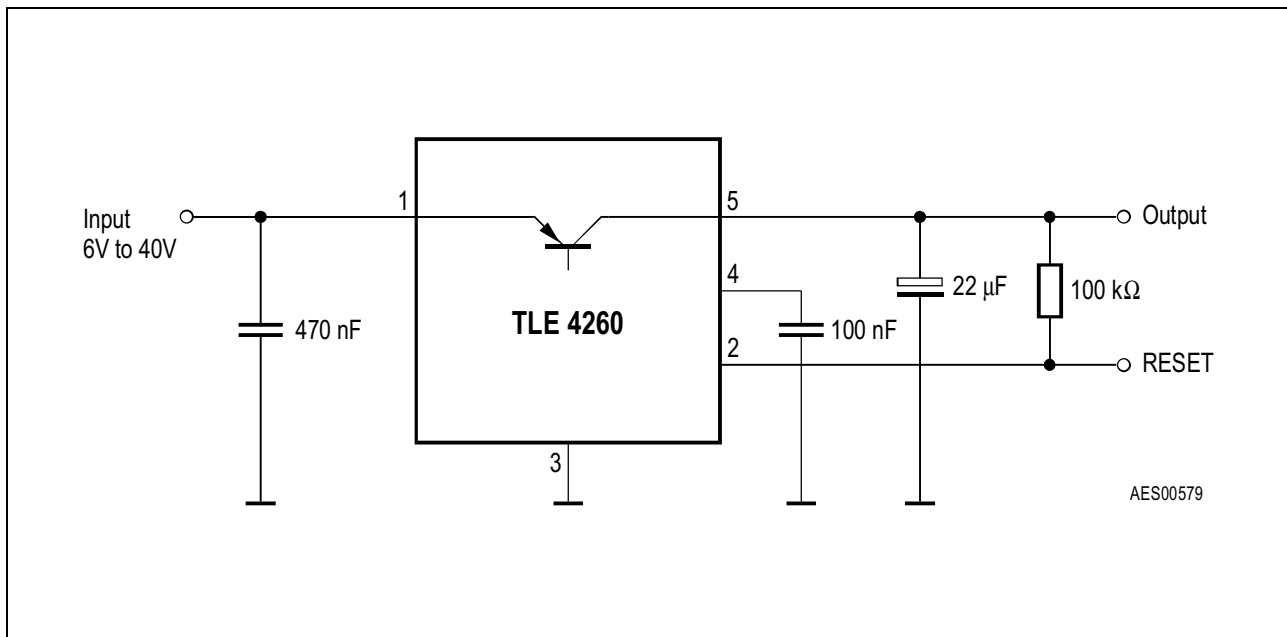 Input
6V to 40V
1
5
Output
4
TLE 4260
470 nF
100 nF
22 μF
100 kΩ
2
RESET
3
AES00579